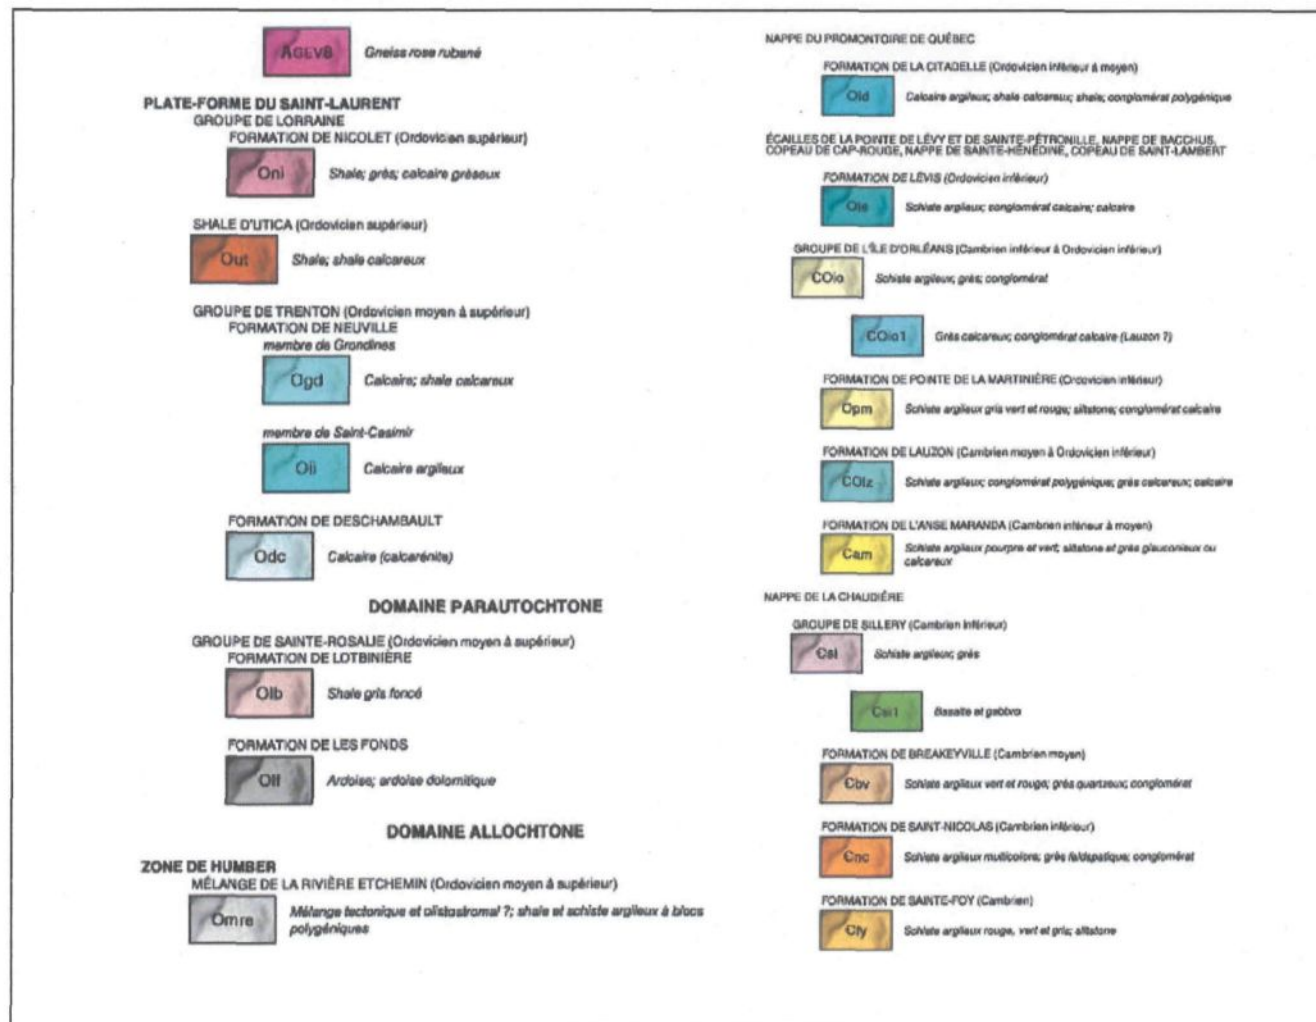 AGEV8 Gneiss rose rubané
PLATE-FORME DU SAINT-LAURENT
GROUPE DE LORRAINE
FORMATION DE NICOLET (Ordovicien supérieur)
Oni Shale; grès; calcaire gréseux
SHALE D'UTICA (Ordovicien supérieur)
Out Shale; shale calcareux
GROUPE DE TRENTON (Ordovicien moyen à supérieur)
FORMATION DE NEUVILLE
membre de Grondines
Ogd Calcaire; shale calcareux
membre de Saint-Casimir
Oii Calcaire argileux
FORMATION DE DESCHAMBAULT
Odc Calcaire (calcarénite)
DOMAINE PARAUTOCHTONE
GROUPE DE SAINTE-ROSALIE (Ordovicien moyen à supérieur)
FORMATION DE LOTBINIÈRE
Olb Shale gris foncé
FORMATION DE LES FONDS
Olf Ardoise; ardoise dolomitique
DOMAINE ALLOCHTONE
ZONE DE HUMBER
MÉLANGE DE LA RIVIÈRE ETCHEMIN (Ordovicien moyen à supérieur)
Omre Mélange tectonique et olistostromal ?; shale et schiste argileux à blocs
polygéniques
NAPPE DU PROMONTOIRE DE QUÉBEC
FORMATION DE LA CITADELLE (Ordovicien inférieur à moyen)
Old Calcaire argileux; shale calcareux; shale; conglomérat polygénique
ÉCAILLES DE LA POINTE DE LÉVY ET DE SAINTE-PÉTRONILLE, NAPPE DE BACCHUS,
COPEAU DE CAP-ROUGE, NAPPE DE SAINTE-HÉNÉDINE, COPEAU DE SAINT-LAMBERT
FORMATION DE LÉVIS (Ordovicien inférieur)
Ole Schiste argileux; conglomérat calcaire; calcaire
GROUPE DE L'ÎLE D'ORLÉANS (Cambrien inférieur à Ordovicien inférieur)
COio Schiste argileux; grès; conglomérat
COio1 Grès calcareux; conglomérat calcaire (Lauzon ?)
FORMATION DE POINTE DE LA MARTINIÈRE (Ordovicien inférieur)
Opm Schiste argileux gris vert et rouge; siltstone; conglomérat calcaire
FORMATION DE LAUZON (Cambrien moyen à Ordovicien inférieur)
COlz Schiste argileux; conglomérat polygénique; grès calcareux; calcaire
FORMATION DE L'ANSE MARANDA (Cambrien inférieur à moyen)
Cam Schiste argileux pourpre et vert; siltstone et grès glauconieux ou
calcareux
NAPPE DE LA CHAUDIÈRE
GROUPE DE SILLERY (Cambrien inférieur)
Csi Schiste argileux; grès
Csi1 Basalte et gabbro
FORMATION DE BREAKEYVILLE (Cambrien moyen)
Cbv Schiste argileux vert et rouge; grès quartzeux; conglomérat
FORMATION DE SAINT-NICOLAS (Cambrien inférieur)
Cnc Schiste argileux multicolore; grès feldspatique; conglomérat
FORMATION DE SAINTE-FOY (Cambrien)
Cfy Schiste argileux rouge, vert et gris; siltstone